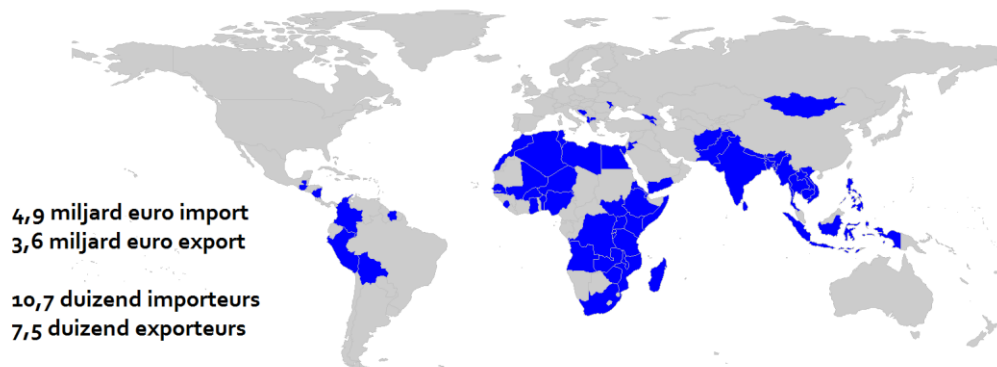 4,9 miljard euro import
3,6 miljard euro export
10,7 duizend importeurs
7,5 duizend exporteurs